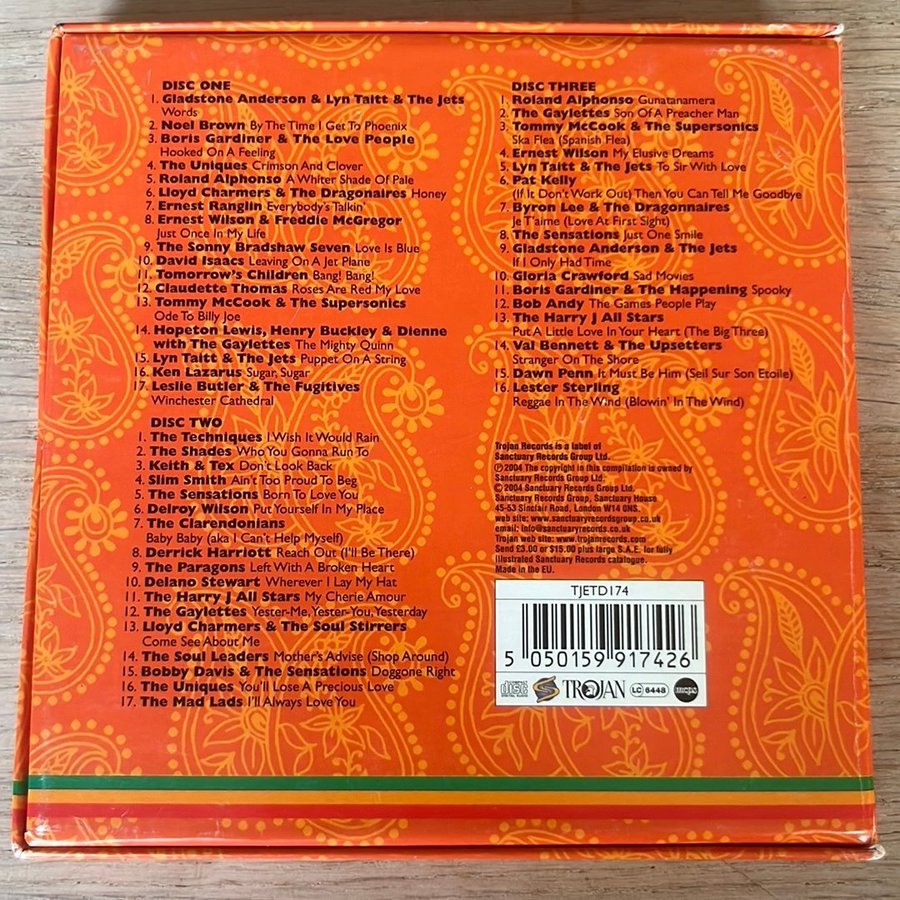 DISC ONE
1. Gladstone Anderson & Lyn Taitt & The Jets
Words
2. Noel Brown By The Time I Get To Phoenix
3. Boris Gardiner & The Love People
Hooked On A Feeling
4. The Uniques Crimson And Clover
5. Roland Alphonso A Whiter Shade Of Pale
6. Lloyd Charmers & The Dragonaires Honey
7. Ernest Ranglin Everybody's Talkin'
8. Ernest Wilson & Freddie McGregor
Just Once In My Life
9. The Sonny Bradshaw Seven Love Is Blue
10. David Isaacs Leaving On A Jet Plane
11. Tomorrow's Children Bang! Bang!
12. Claudette Thomas Roses Are Red My Love
13. Tommy McCook & The Supersonics
Ode To Billy Joe
14. Hopeton Lewis, Henry Buckley & Dienne
with The Gaylettes The Mighty Quinn
15. Lyn Taitt & The Jets Puppet On A String
16. Ken Lazarus Sugar, Sugar
17. Leslie Butler & The Fugitives
Winchester Cathedral
DISC TWO
1. The Techniques I Wish It Would Rain
2. The Shades Who You Gonna Run To
3. Keith & Tex Don't Look Back
4. Slim Smith Ain't Too Proud To Beg
5. The Sensations Born To Love You
6. Delroy Wilson Put Yourself In My Place
7. The Clarendonians
Baby Baby (aka I Can't Help Myself)
8. Derrick Harriott Reach Out (I'll Be There)
9. The Paragons Left With A Broken Heart
10. Delano Stewart Wherever I Lay My Hat
11. The Harry J All Stars My Cherie Amour
12. The Gaylettes Yester-Me, Yester-You, Yesterday
13. Lloyd Charmers & The Soul Stirrers
Come See About Me
14. The Soul Leaders Mother's Advise (Shop Around)
15. Bobby Davis & The Sensations Doggone Right
16. The Uniques You'll Lose A Precious Love
17. The Mad Lads I'll Always Love You
DISC THREE
1. Roland Alphonso Gunatanamera
2. The Gaylettes Son Of A Preacher Man
3. Tommy McCook & The Supersonics
Ska Flea (Spanish Flea)
4. Ernest Wilson My Elusive Dreams
5. Lyn Taitt & The Jets To Sir With Love
6. Pat Kelly
(If It Don't Work Out) Then You Can Tell Me Goodbye
7. Byron Lee & The Dragonnaires
Je T'aime (Love At First Sight)
8. The Sensations Just One Smile
9. Gladstone Anderson & The Jets
If I Only Had Time
10. Gloria Crawford Sad Movies
11. Boris Gardiner & The Happening Spooky
12. Bob Andy The Games People Play
13. The Harry J All Stars
Put A Little Love In Your Heart (The Big Three)
14. Val Bennett & The Upsetters
Stranger On The Shore
15. Dawn Penn It Must Be Him (Seil Sur Son Etoile)
16. Lester Sterling
Reggae In The Wind (Blowin' In The Wind)
Trojan Records is a label of
Sanctuary Records Group Ltd.
℗ 2004 The copyright in this compilation is owned by
Sanctuary Records Group Ltd.
© 2004 Sanctuary Records Group Ltd.
Sanctuary Records Group, Sanctuary House
45-53 Sinclair Road, London W14 0NS.
web site: www.sanctuaryrecordsgroup.co.uk
email: info@sanctuaryrecords.co.uk
Trojan web site: www.trojanrecords.com
Send £3.00 or $15.00 plus large S.A.E. for fully
illustrated Sanctuary Records catalogue.
Made in the EU.
TJETD174
5 050159 917426
COMPACT disc DIGITAL AUDIO
TROJAN
LC 6448
mcps